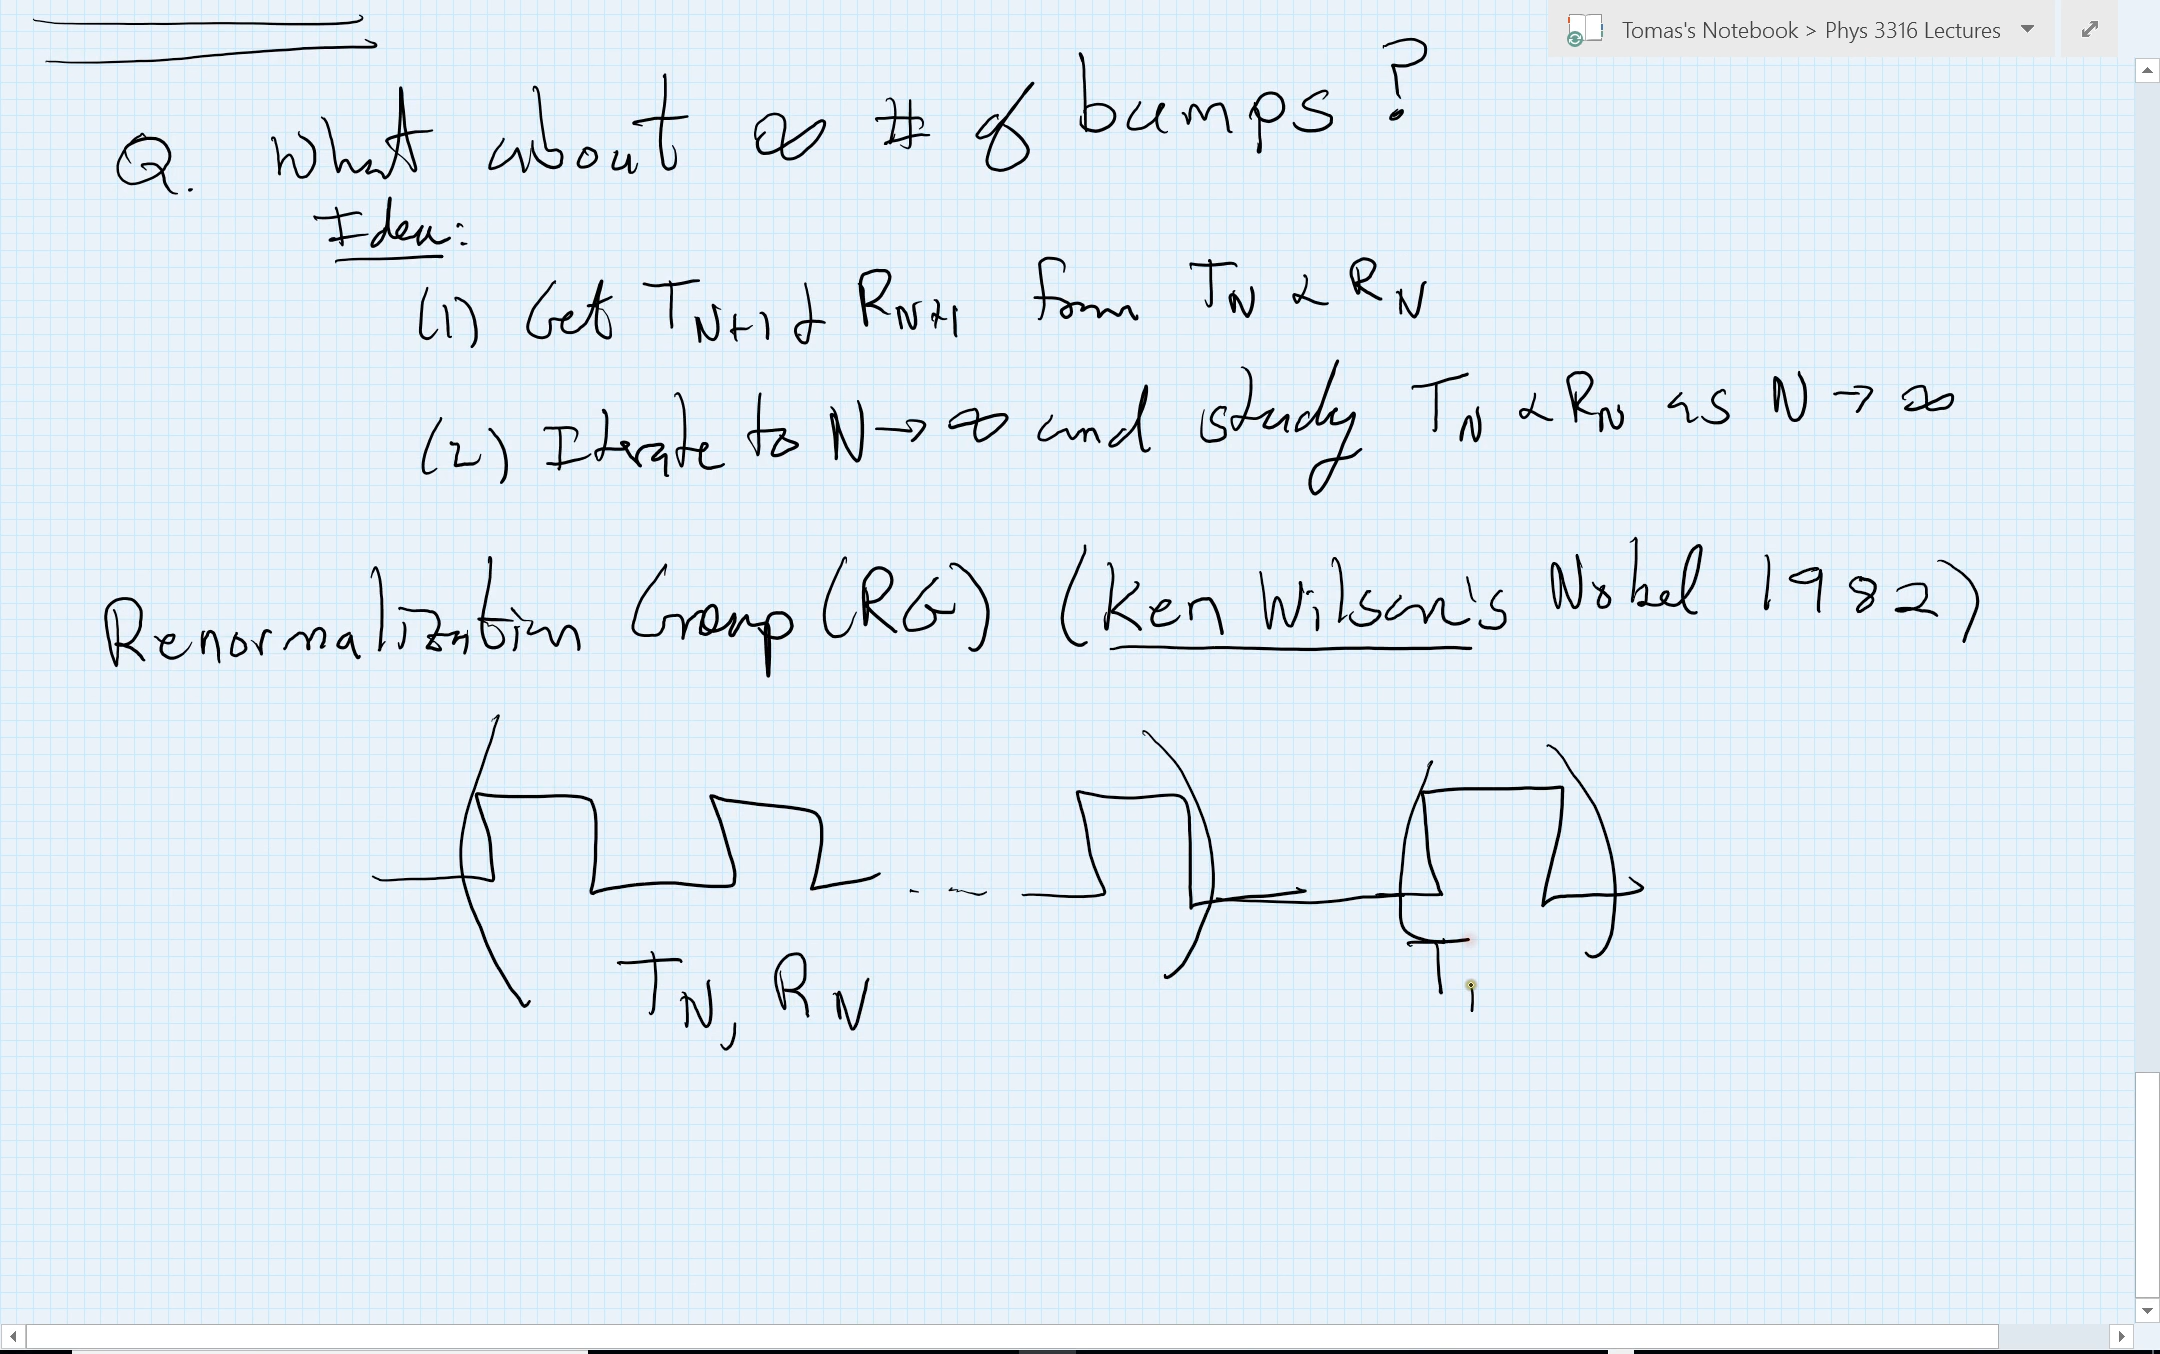 Tomas's Notebook > Phys 3316 Lectures
Q. What about ∞ # of bumps?
Idea:
(1) Get T_N+1 & R_N+1 from T_N & R_N
(2) Iterate to N → ∞ and study T_N & R_N as N → ∞
Renormalization Group (RG) (Ken Wilson's Nobel 1982)
T_N, R_N
T_1